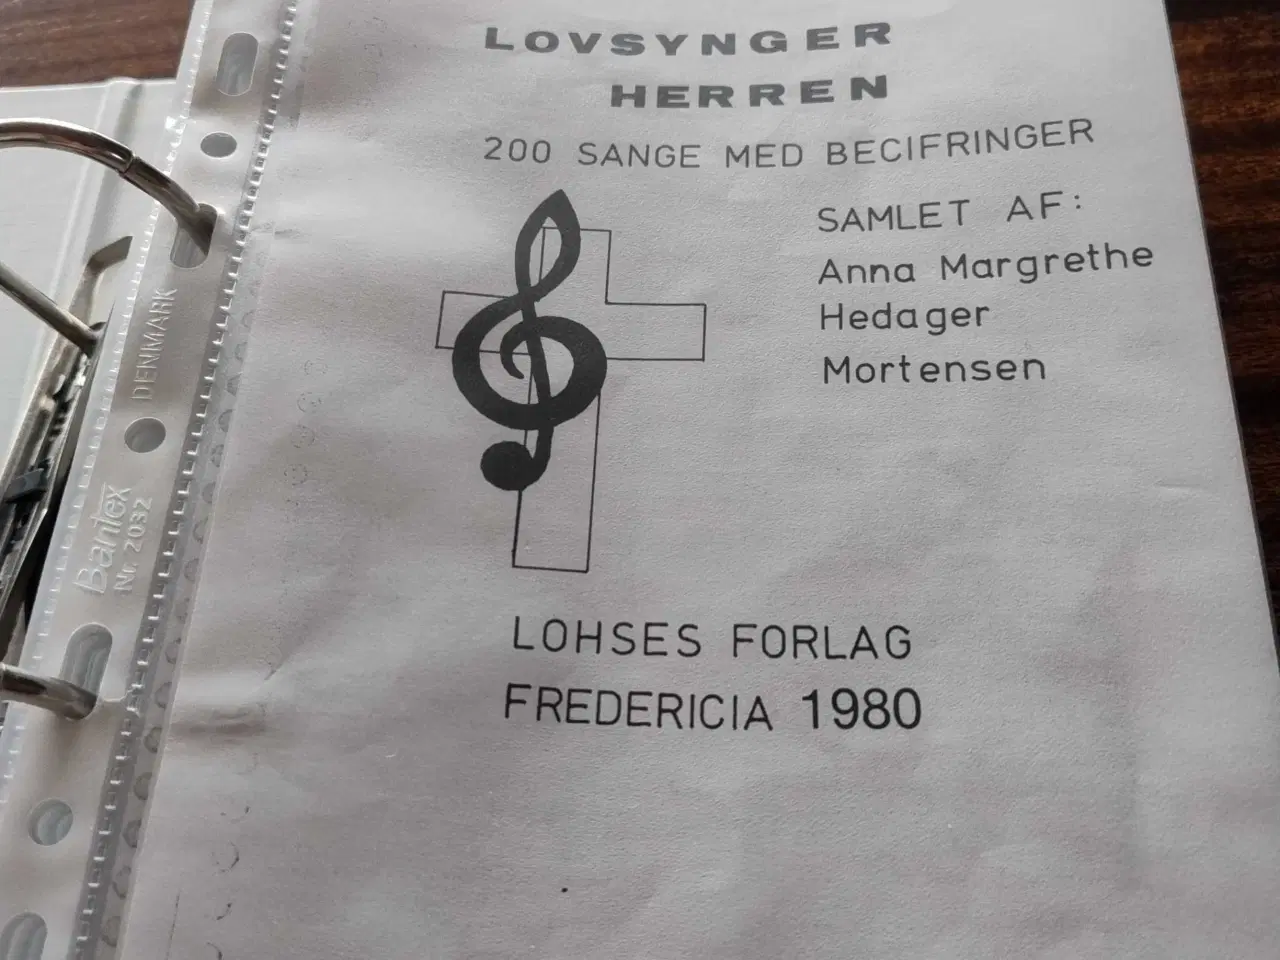 LOVSYNGER
HERREN
200 SANGE MED BECIFRINGER
SAMLET AF:
Anna Margrethe
Hedager
Mortensen
LOHSES FORLAG
FREDERICIA 1980
DENMARK
Bantex
Nr. 2032